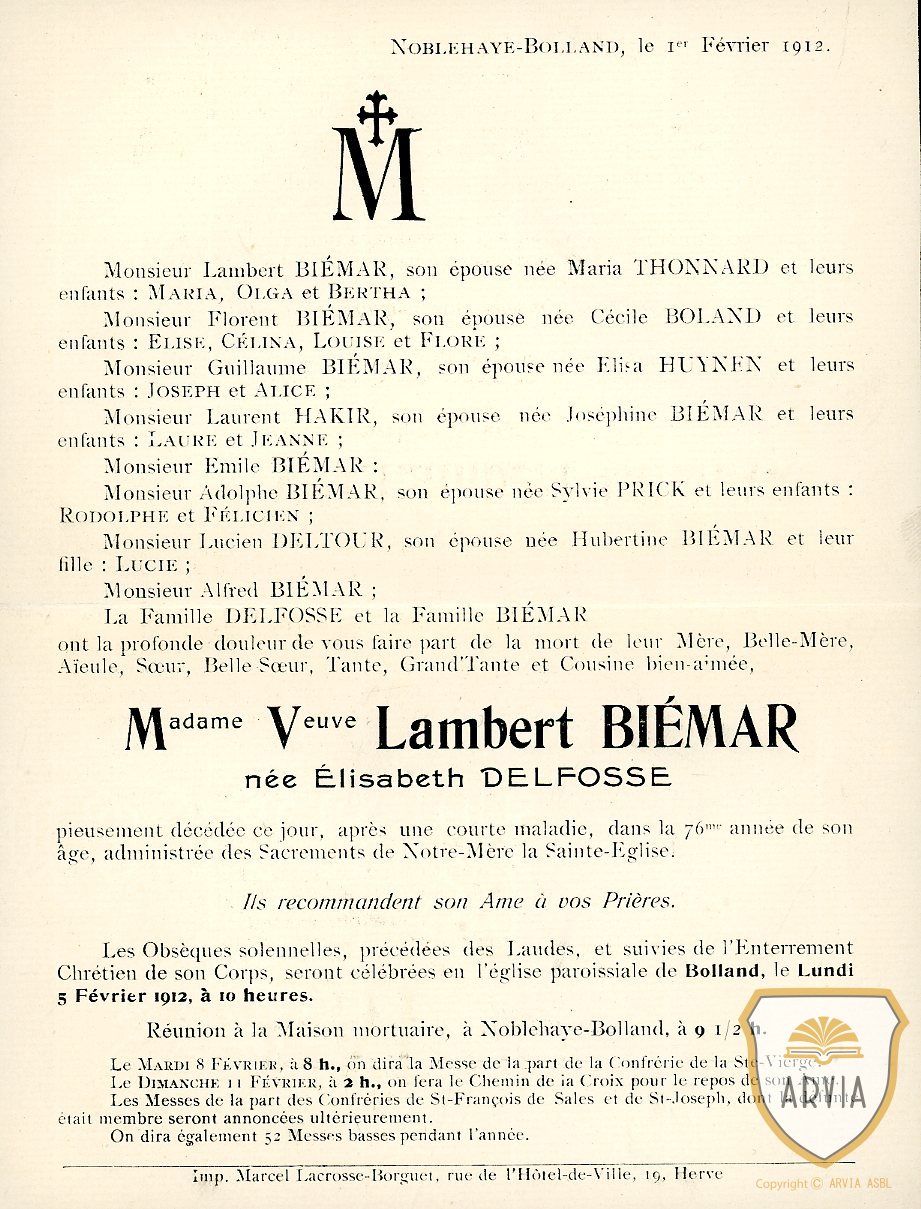 NOBLEHAYE-BOLLAND, le 1er Février 1912.
M
Monsieur Lambert BIÉMAR, son épouse née Maria THONNARD et leurs
enfants : MARIA, OLGA et BERTHA ;
Monsieur Florent BIÉMAR, son épouse née Cécile BOLAND et leurs
enfants : ELISE, CÉLINA, LOUISE et FLORE ;
Monsieur Guillaume BIÉMAR, son épouse née Elisa HUYNEN et leurs
enfants : JOSEPH et ALICE ;
Monsieur Laurent HAKIR, son épouse née Joséphine BIÉMAR et leurs
enfants : LAURE et JEANNE ;
Monsieur Emile BIÉMAR :
Monsieur Adolphe BIÉMAR, son épouse née Sylvie PRICK et leurs enfants :
RODOLPHE et FÉLICIEN ;
Monsieur Lucien DELTOUR, son épouse née Hubertine BIÉMAR et leur
fille : LUCIE ;
Monsieur Alfred BIÉMAR ;
La Famille DELFOSSE et la Famille BIÉMAR
ont la profonde douleur de vous faire part de la mort de leur Mère, Belle-Mère,
Aïeule, Sœur, Belle Sœur, Tante, Grand'Tante et Cousine bien-aimée,
Madame Veuve Lambert BIÉMAR
née Élisabeth DELFOSSE
pieusement décédée ce jour, après une courte maladie, dans la 76me année de son
âge, administrée des Sacrements de Notre-Mère la Sainte-Eglise.
Ils recommandent son Ame à vos Prières.
Les Obsèques solennelles, précédées des Laudes, et suivies de l'Enterrement
Chrétien de son Corps, seront célébrées en l'église paroissiale de Bolland, le Lundi
5 Février 1912, à 10 heures.
Réunion à la Maison mortuaire, à Noblehaye-Bolland, à 9 1/2 h.
Le MARDI 8 FÉVRIER, à 8 h., on dira la Messe de la part de la Confrérie de la Ste-Vierge.
Le DIMANCHE 11 FÉVRIER, à 2 h., on fera le Chemin de la Croix pour le repos de son Ame.
Les Messes de la part des Confréries de St-François de Sales et de St-Joseph, dont la défunte
était membre seront annoncées ultérieurement.
On dira également 52 Messes basses pendant l'année.
Imp. Marcel Lacrosse-Borguet, rue de l'Hôtel-de-Ville, 19, Herve
ARVIA
Copyright © ARVIA ASBL